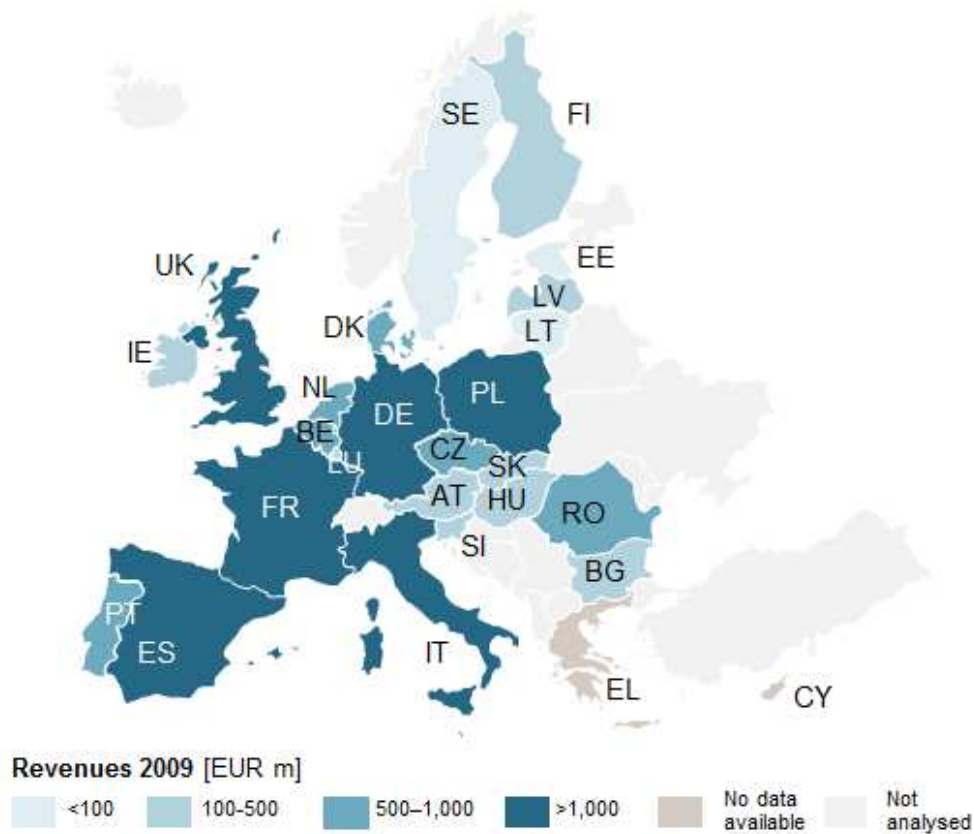 SE
FI
EE
UK
LV
DK
LT
IE
NL
PL
DE
BE
CZ
LU
SK
AT
HU
FR
RO
SI
BG
PT
ES
IT
EL
CY
Revenues 2009 [EUR m]
<100
100-500
500–1,000
>1,000
No data
available
Not
analysed